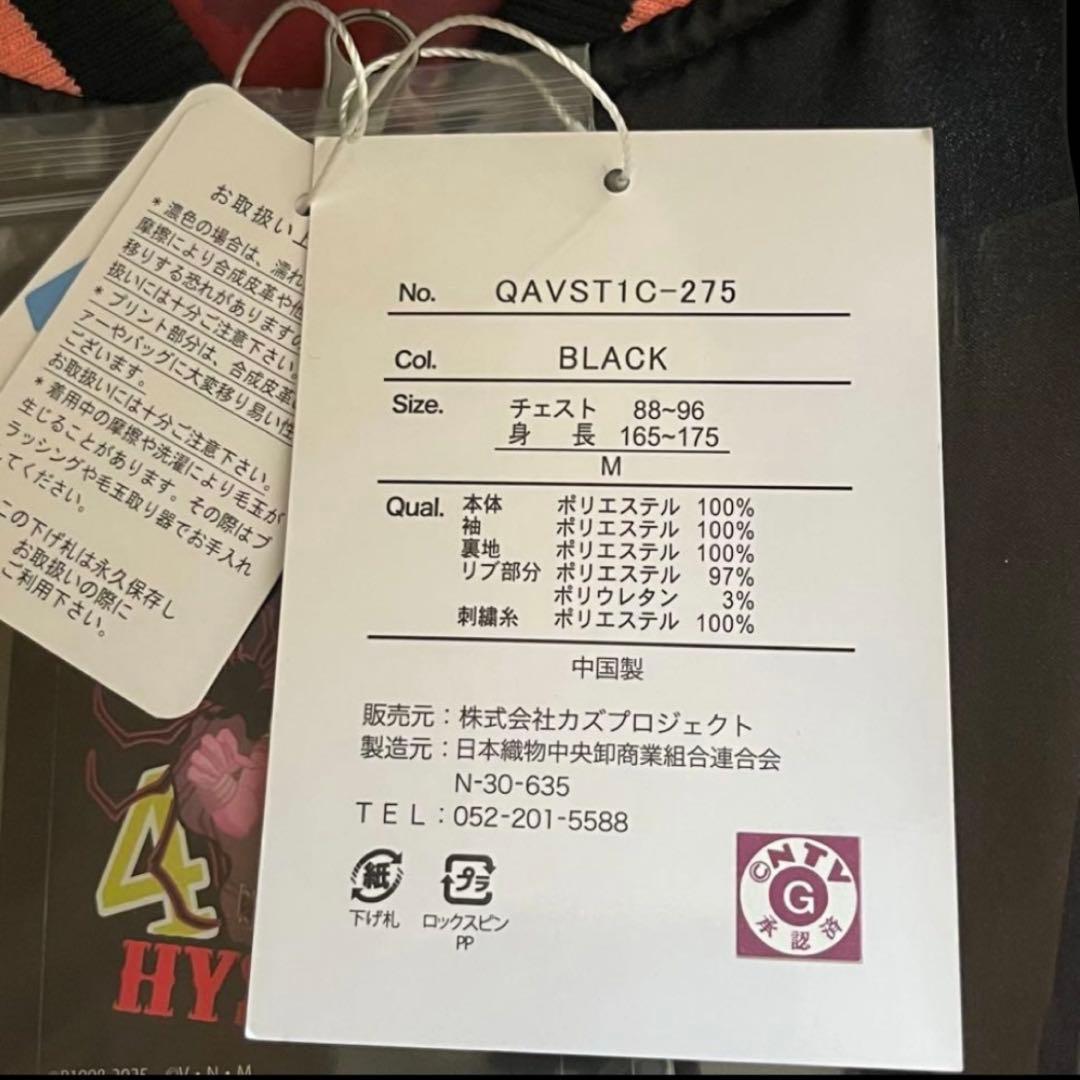 お取扱い上
* 濃色の場合は、濡れ
摩擦により合成皮革や他
移りする恐れがありますの
扱いには十分ご注意下さい。
* プリント部分は、合成皮革
ァーやバッグに大変移り易い性
ございます。
お取扱いには十分ご注意下さい。
* 着用中の摩擦や洗濯により毛玉が
生じることがあります。その際はブ
ラッシングや毛玉取り器でお手入れ
してください。
この下げ札は永久保存し
お取扱いの際に
ご利用下さい。
No. QAVST1C-275
Col. BLACK
Size. チェスト 88~96
身 長 165~175
M
Qual. 本体 ポリエステル 100%
袖 ポリエステル 100%
裏地 ポリエステル 100%
リブ部分 ポリエステル 97%
ポリウレタン 3%
刺繍糸 ポリエステル 100%
中国製
販売元：株式会社カズプロジェクト
製造元：日本織物中央卸商業組合連合会
N-30-635
TEL：052-201-5588
紙
下げ札
プラ
ロックスピン
PP
©NTV
G
承認済
4
HYS
©V・N・M